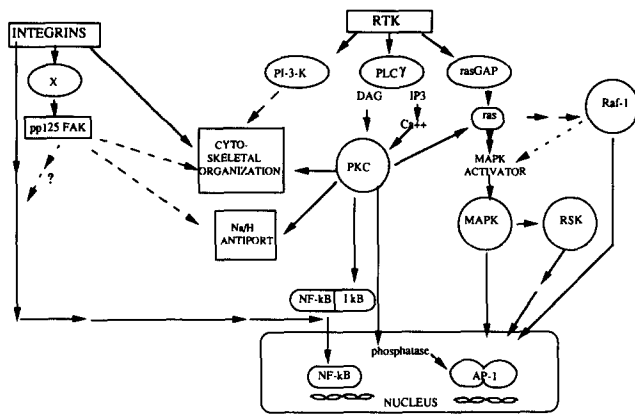 INTEGRINS
RTK
X
PI-3-K
PLCγ
rasGAP
DAG
IP3
Ca++
ras
Raf-1
pp125 FAK
?
CYTO-
SKELETAL
ORGANIZATION
PKC
MAPK
ACTIVATOR
Na/H
ANTIPORT
MAPK
RSK
NF-kB
I kB
phosphatase
NF-kB
AP-1
NUCLEUS